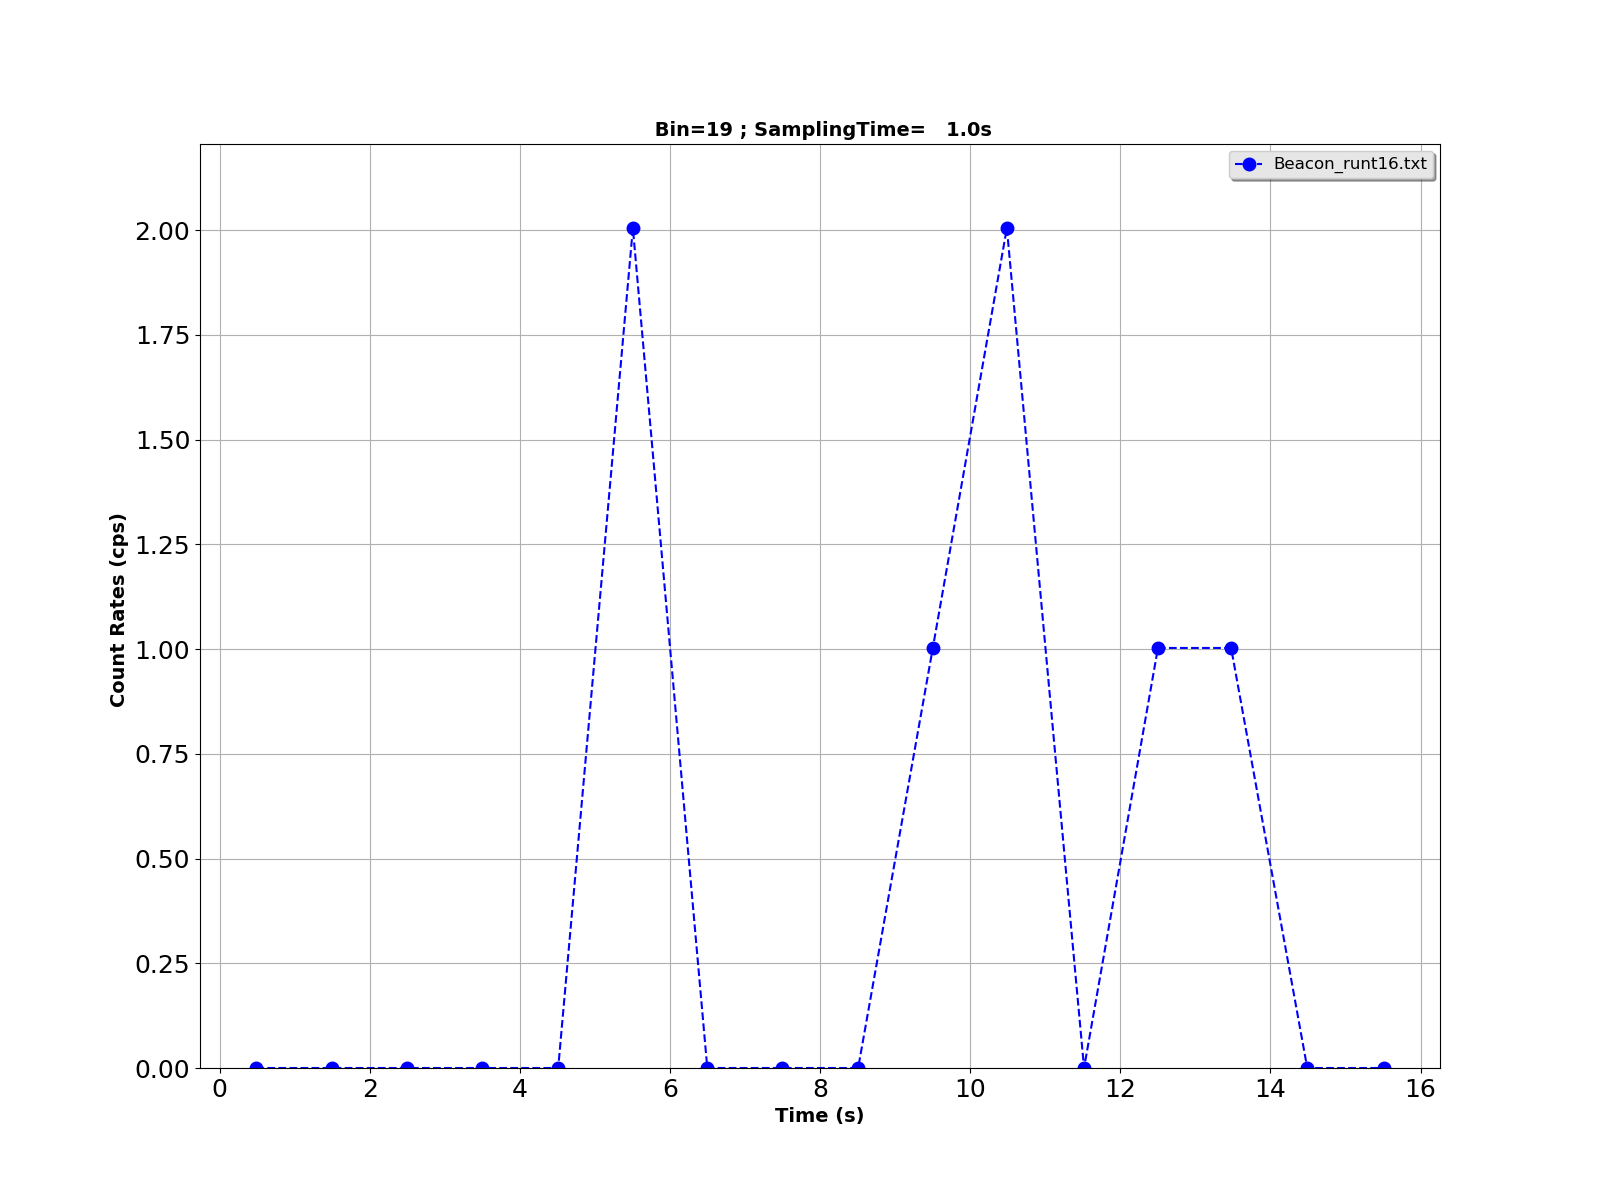 Bin=19 ; SamplingTime=   1.0s
Beacon_runt16.txt
2.00
1.75
1.50
1.25
1.00
0.75
0.50
0.25
0.00
Count Rates (cps)
0 2 4 6 8 10 12 14 16
Time (s)